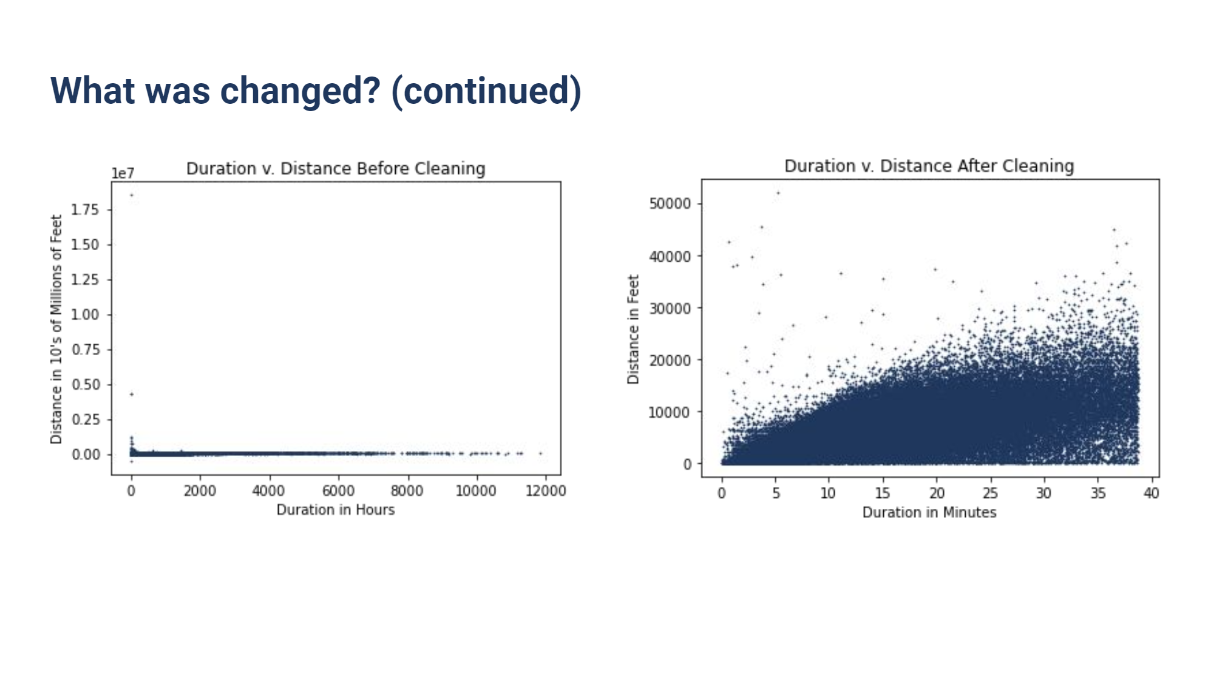 What was changed? (continued)
Duration v. Distance Before Cleaning
1e7
Distance in 10's of Millions of Feet
1.75
1.50
1.25
1.00
0.75
0.50
0.25
0.00
0 2000 4000 6000 8000 10000 12000
Duration in Hours
Duration v. Distance After Cleaning
Distance in Feet
50000
40000
30000
20000
10000
0
0 5 10 15 20 25 30 35 40
Duration in Minutes